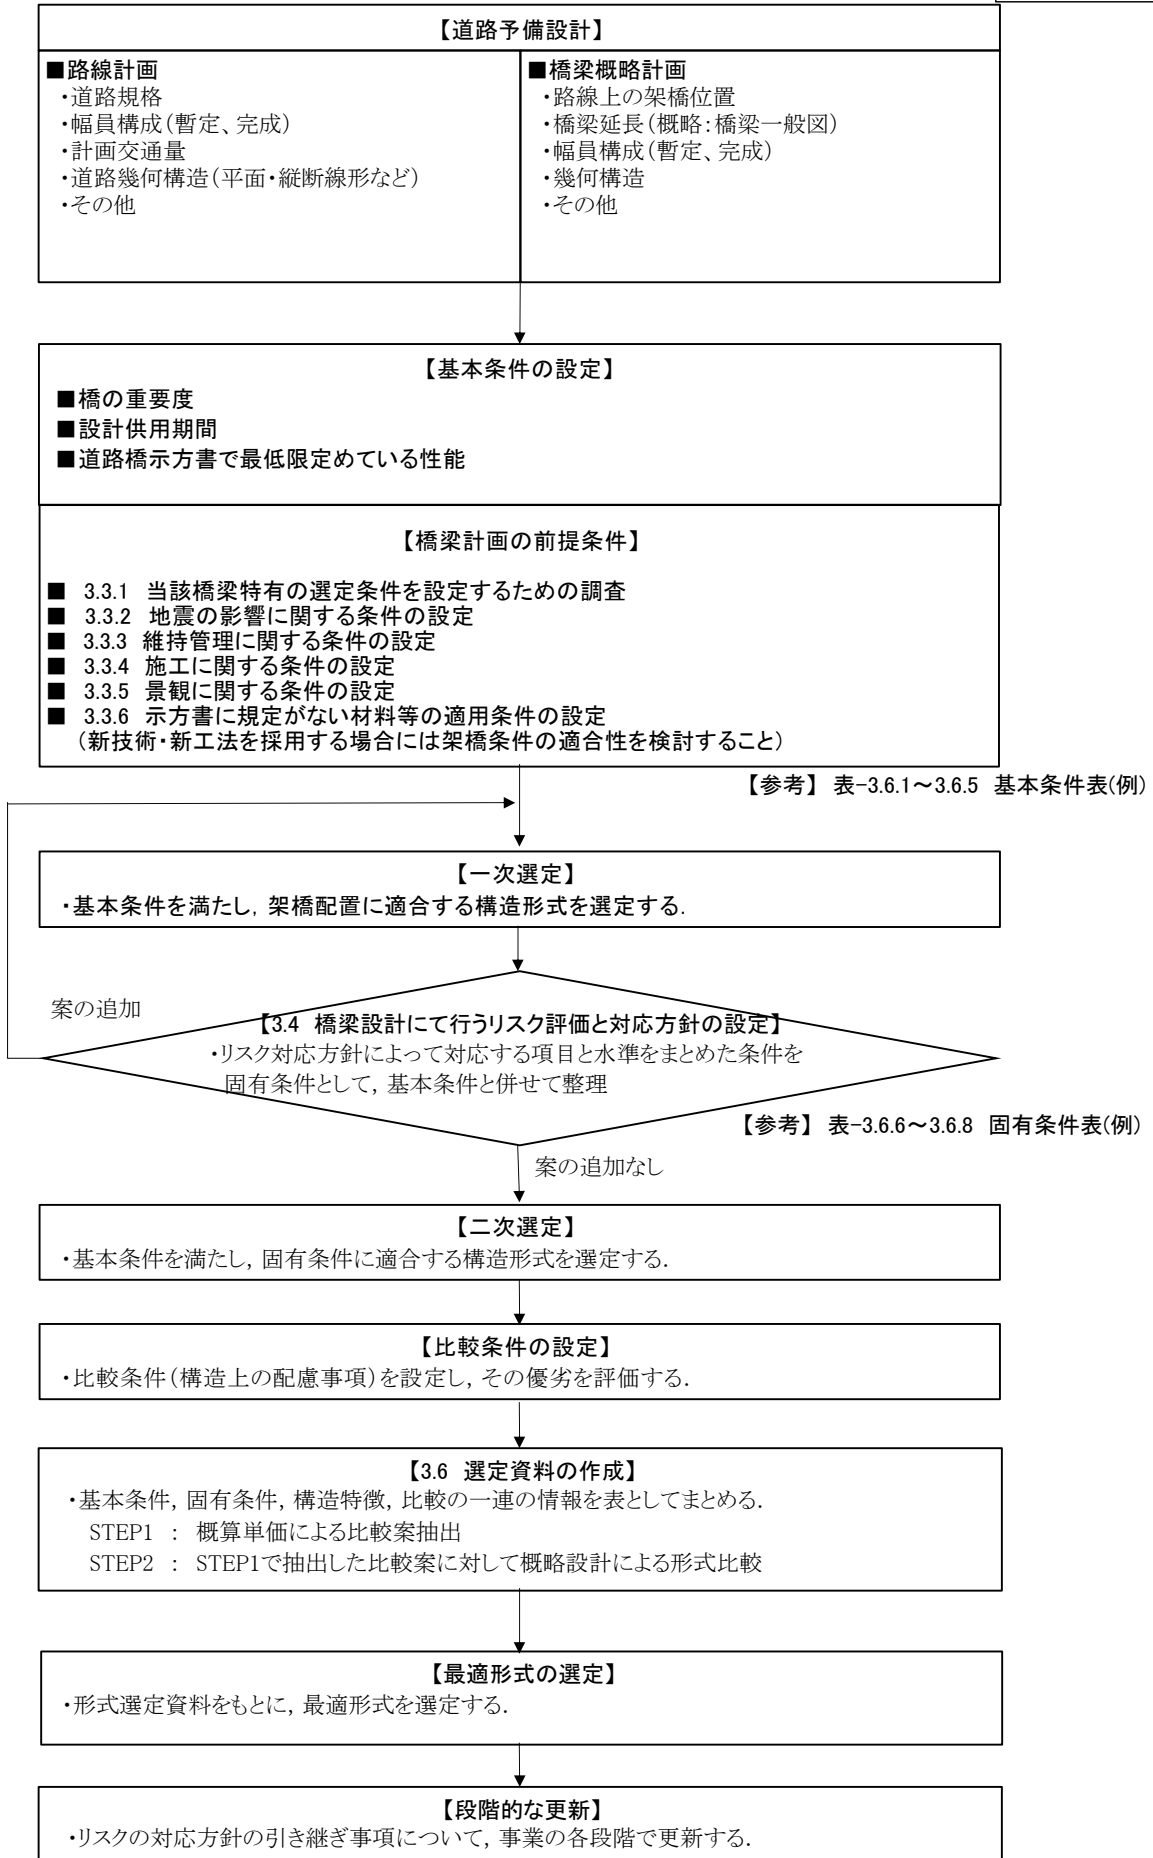 【道路予備設計】
■路線計画
・道路規格
・幅員構成（暫定、完成）
・計画交通量
・道路幾何構造（平面・縦断線形など）
・その他
■橋梁概略計画
・路線上の架橋位置
・橋梁延長（概略：橋梁一般図）
・幅員構成（暫定、完成）
・幾何構造
・その他
【基本条件の設定】
■橋の重要度
■設計供用期間
■道路橋示方書で最低限定めている性能
【橋梁計画の前提条件】
■ 3.3.1 当該橋梁特有の選定条件を設定するための調査
■ 3.3.2 地震の影響に関する条件の設定
■ 3.3.3 維持管理に関する条件の設定
■ 3.3.4 施工に関する条件の設定
■ 3.3.5 景観に関する条件の設定
■ 3.3.6 示方書に規定がない材料等の適用条件の設定
（新技術・新工法を採用する場合には架橋条件の適合性を検討すること）
【参考】 表-3.6.1～3.6.5 基本条件表(例)
【一次選定】
・基本条件を満たし，架橋配置に適合する構造形式を選定する．
案の追加
【3.4 橋梁設計にて行うリスク評価と対応方針の設定】
・リスク対応方針によって対応する項目と水準をまとめた条件を
固有条件として，基本条件と併せて整理
【参考】 表-3.6.6～3.6.8 固有条件表(例)
案の追加なし
【二次選定】
・基本条件を満たし，固有条件に適合する構造形式を選定する．
【比較条件の設定】
・比較条件（構造上の配慮事項）を設定し，その優劣を評価する．
【3.6 選定資料の作成】
・基本条件，固有条件，構造特徴，比較の一連の情報を表としてまとめる．
STEP1 ： 概算単価による比較案抽出
STEP2 ： STEP1で抽出した比較案に対して概略設計による形式比較
【最適形式の選定】
・形式選定資料をもとに，最適形式を選定する．
【段階的な更新】
・リスクの対応方針の引き継ぎ事項について，事業の各段階で更新する．